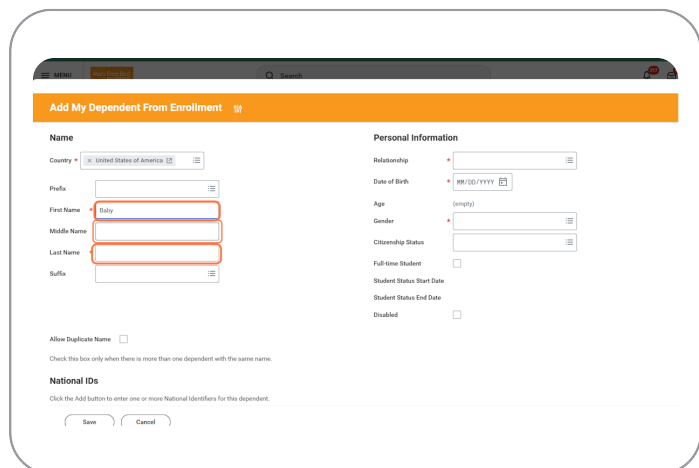 MENU
Search
Add My Dependent From Enrollment
Name
Country * × United States of America
Prefix
First Name * Baby
Middle Name
Last Name *
Suffix
Allow Duplicate Name
Check this box only when there is more than one dependent with the same name.
National IDs
Click the Add button to enter one or more National Identifiers for this dependent.
Save Cancel
Personal Information
Relationship *
Date of Birth * MM/DD/YYYY
Age (empty)
Gender *
Citizenship Status
Full-time Student
Student Status Start Date
Student Status End Date
Disabled